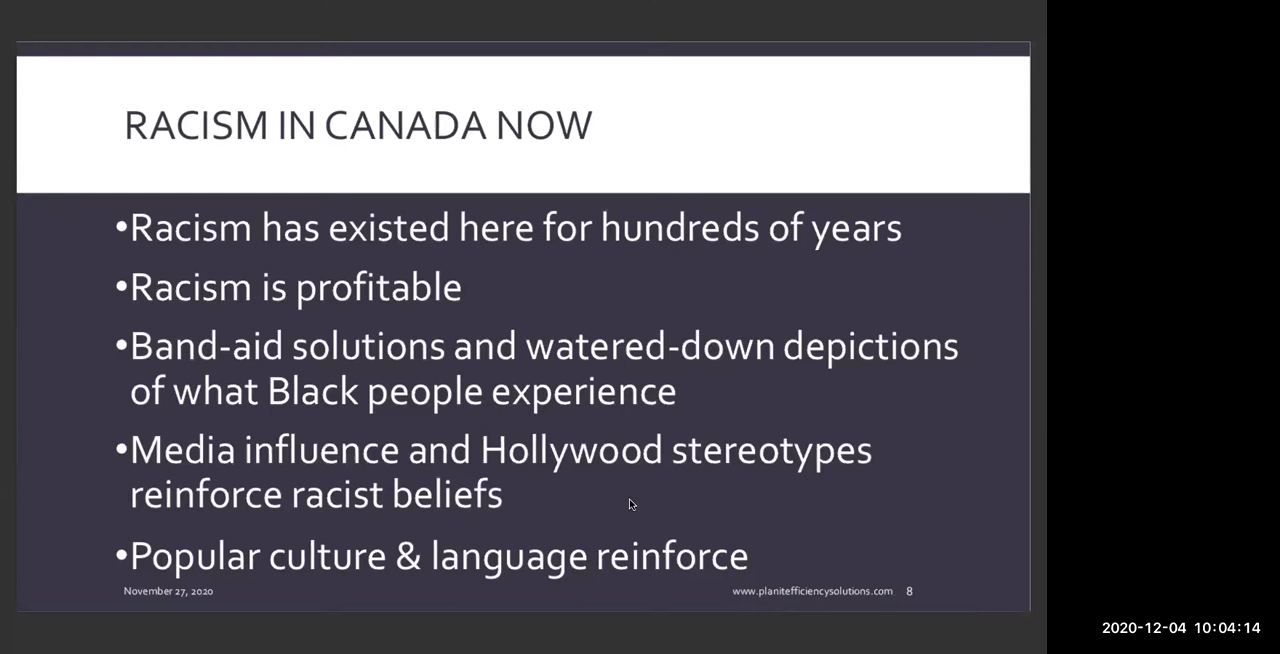 RACISM IN CANADA NOW
•Racism has existed here for hundreds of years
•Racism is profitable
•Band-aid solutions and watered-down depictions
of what Black people experience
•Media influence and Hollywood stereotypes
reinforce racist beliefs
•Popular culture & language reinforce
November 27, 2020 www.planitefficiencysolutions.com 8
2020-12-04 10:04:14